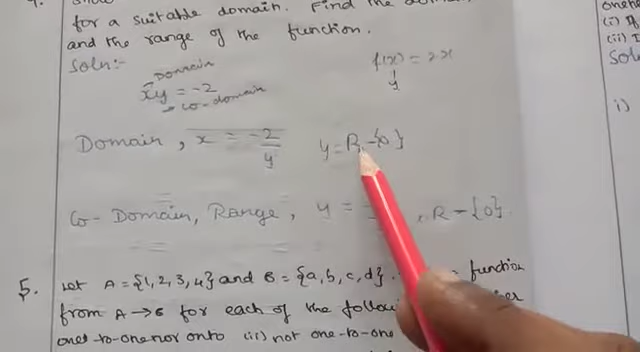 for a suitable domain. Find the
and the range of the function.
Soln:-
Domain
xy = -2
→ co-domain
f(x) = 2x
y
Domain, x = -2/y
y = R - {0}
Co-Domain, Range, y = , R - {0}.
5. Let A = {1, 2, 3, 4} and B = {a, b, c, d}. function
from A → B for each of the
one-to-one nor onto (ii) not one-to-one
(i)
(ii)
Sol
i)